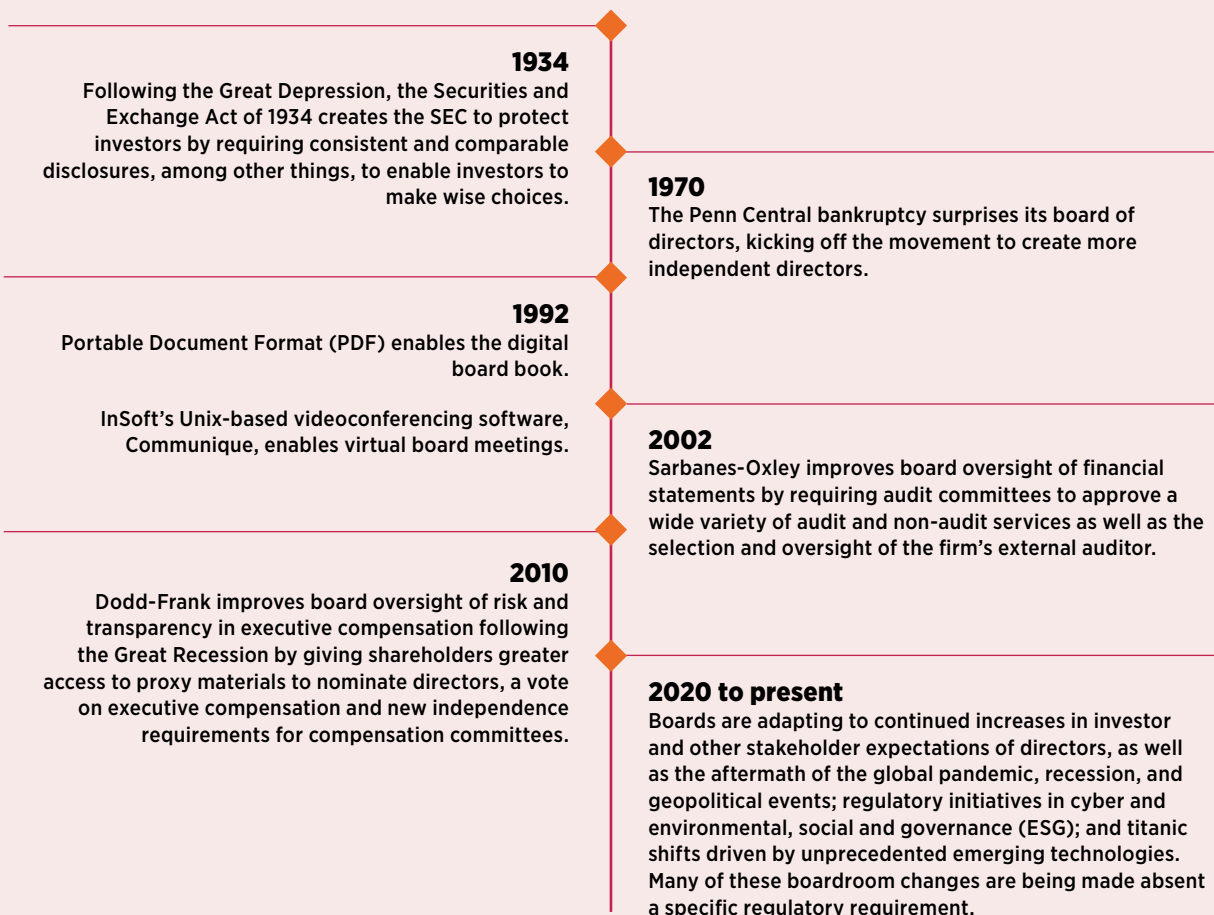 1934
Following the Great Depression, the Securities and
Exchange Act of 1934 creates the SEC to protect
investors by requiring consistent and comparable
disclosures, among other things, to enable investors to
make wise choices.
1970
The Penn Central bankruptcy surprises its board of
directors, kicking off the movement to create more
independent directors.
1992
Portable Document Format (PDF) enables the digital
board book.
InSoft’s Unix-based videoconferencing software,
Communique, enables virtual board meetings.
2002
Sarbanes-Oxley improves board oversight of financial
statements by requiring audit committees to approve a
wide variety of audit and non-audit services as well as the
selection and oversight of the firm’s external auditor.
2010
Dodd-Frank improves board oversight of risk and
transparency in executive compensation following
the Great Recession by giving shareholders greater
access to proxy materials to nominate directors, a vote
on executive compensation and new independence
requirements for compensation committees.
2020 to present
Boards are adapting to continued increases in investor
and other stakeholder expectations of directors, as well
as the aftermath of the global pandemic, recession, and
geopolitical events; regulatory initiatives in cyber and
environmental, social and governance (ESG); and titanic
shifts driven by unprecedented emerging technologies.
Many of these boardroom changes are being made absent
a specific regulatory requirement.